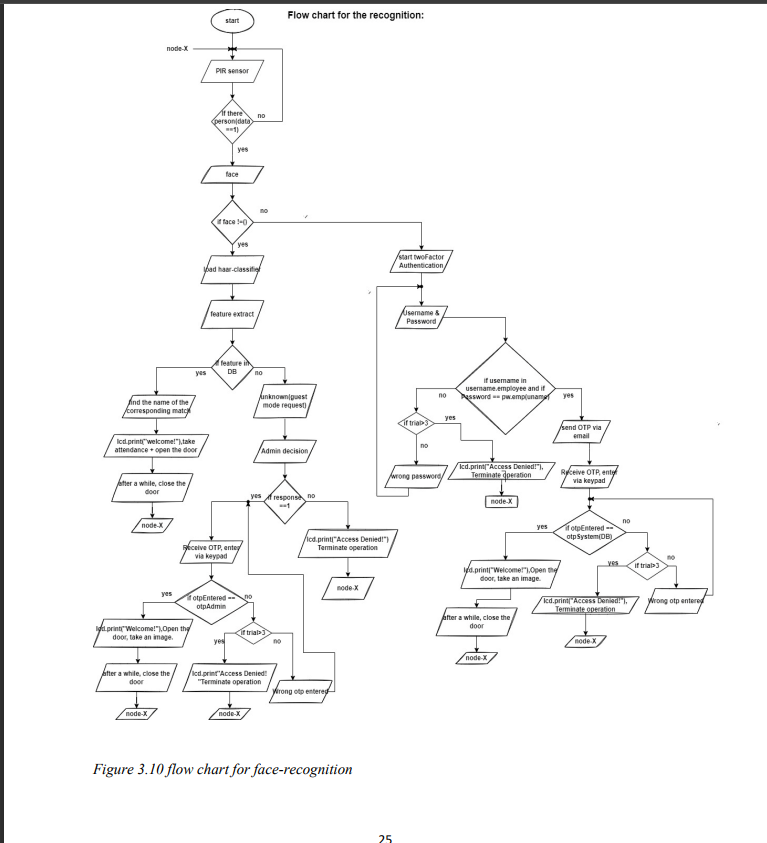 Flow chart for the recognition:
start
node-X
PIR sensor
If there
person(data
==1)
no
yes
face
if face !=()
no
yes
load haar-classifier
start twoFactor
Authentication
feature extract
Username &
Password
if feature in
DB
yes
no
if username in
username.employee and if
Password == pw.emp(uname)
no
yes
find the name of the
corresponding match
unknown(guest
mode request)
if trial>3
yes
no
send OTP via
email
lcd.print("welcome!"),take
attendance + open the door
Admin decision
wrong password
lcd.print("Access Denied!"),
Terminate operation
Receive OTP, enter
via keypad
after a while, close the
door
if response
==1
yes
no
node-X
node-X
lcd.print("Access Denied!")
Terminate operation
if otpEntered ==
otpSystem(DB)
yes
no
Receive OTP, enter
via keypad
if trial>3
yes
no
lcd.print("Welcome!"),Open the
door, take an image.
node-X
if otpEntered ==
otpAdmin
yes
no
lcd.print("Access Denied!"),
Terminate operation
Wrong otp entered
after a while, close the
door
lcd.print("Welcome!"),Open the
door, take an image.
if trial>3
yes
no
node-X
node-X
after a while, close the
door
lcd.print"Access Denied!
"Terminate operation
Wrong otp entered
node-X
node-X
Figure 3.10 flow chart for face-recognition
25